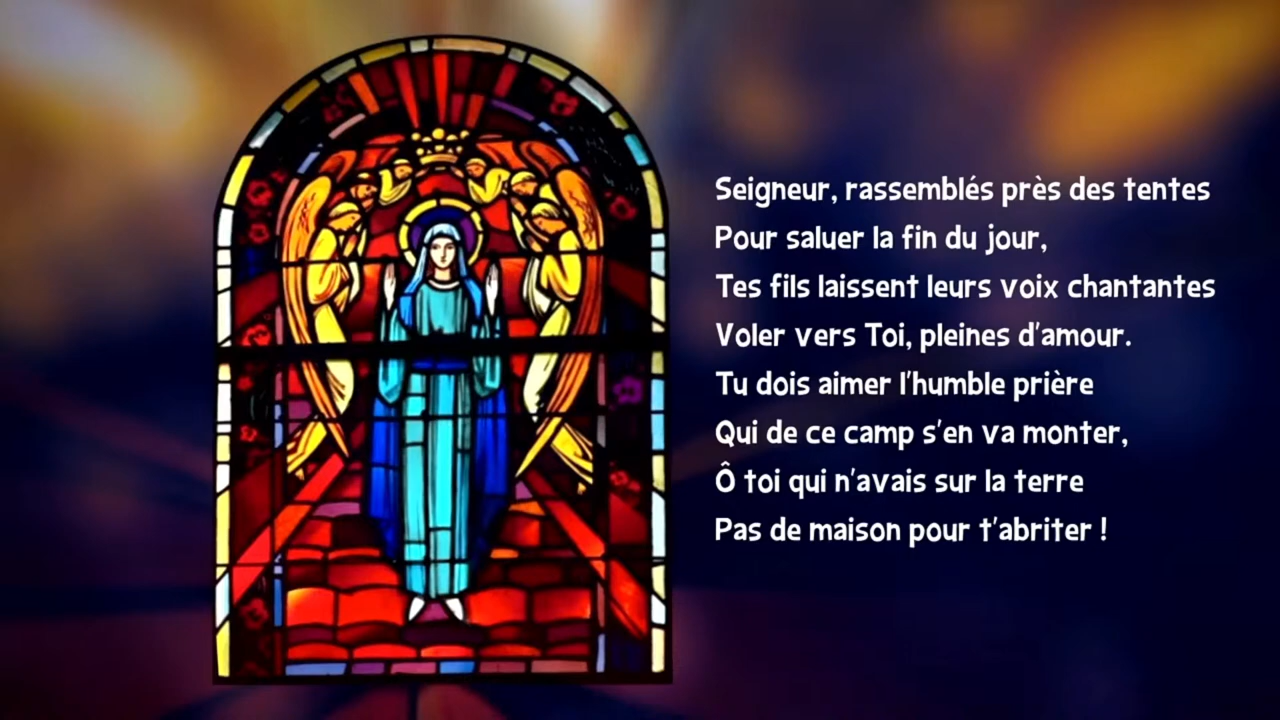 Seigneur, rassemblés près des tentes
Pour saluer la fin du jour,
Tes fils laissent leurs voix chantantes
Voler vers Toi, pleines d'amour.
Tu dois aimer l'humble prière
Qui de ce camp s'en va monter,
Ô toi qui n'avais sur la terre
Pas de maison pour t'abriter !